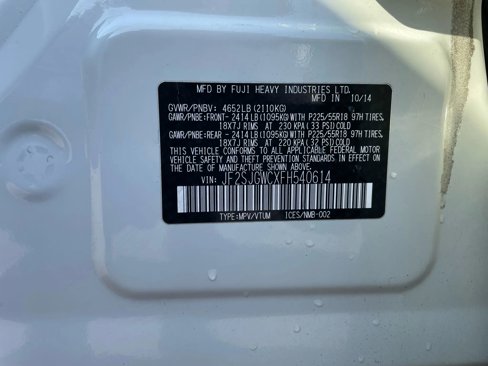 MFD BY FUJI HEAVY INDUSTRIES LTD.
MFD IN 10/14
GVWR/PNBV: 4652LB (2110KG)
GAWR/PNBE:FRONT- 2414 LB (1095KG) WITH P225/55R18 97H TIRES,
18X7J RIMS AT 230 KPA ( 33 PSI) COLD
GAWR/PNBE:REAR- 2414 LB (1095KG) WITH P225/55R18 97H TIRES,
18X7J RIMS AT 220 KPA ( 32 PSI) COLD
THIS VEHICLE CONFORMS TO ALL APPLICABLE FEDERAL MOTOR
VEHICLE SAFETY AND THEFT PREVENTION STANDARDS IN EFFECT ON
THE DATE OF MANUFACTURE SHOWN ABOVE.
VIN: JF2SJGWCXFH540614
TYPE:MPV/VTUM ICES/NMB-002